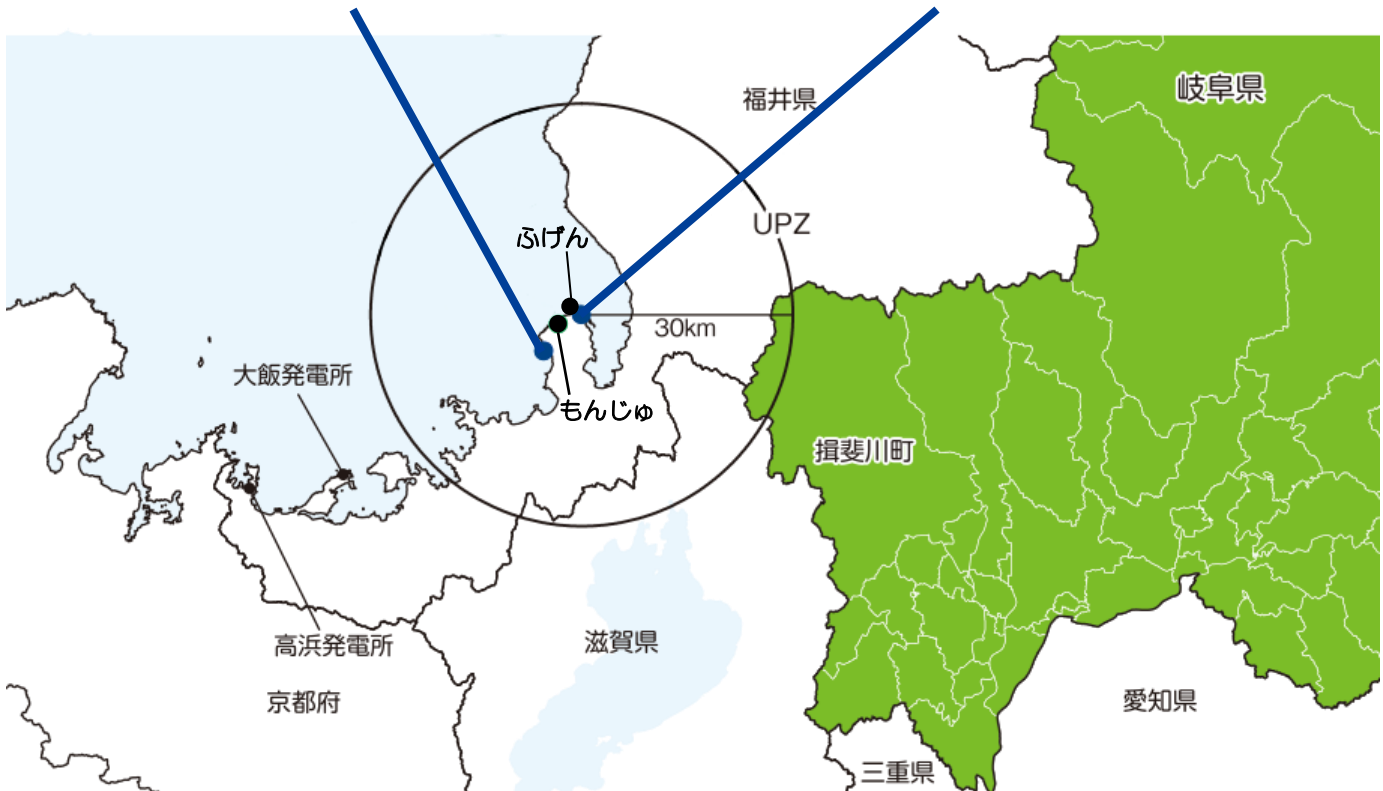 岐阜県
福井県
UPZ
ふげん
30km
大飯発電所
もんじゅ
揖斐川町
高浜発電所
滋賀県
京都府
愛知県
三重県